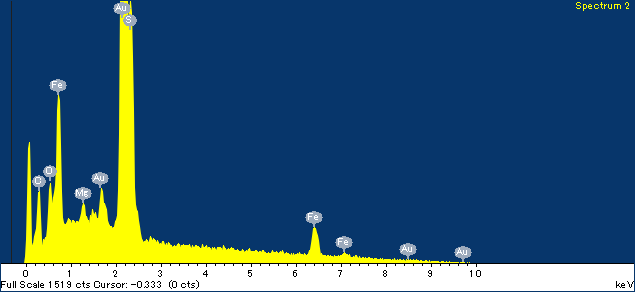 Spectrum 2
Au
S
Fe
C
O
Mg
Au
Fe
Fe
Au
Au
0 1 2 3 4 5 6 7 8 9 10
Full Scale 1519 cts Cursor: -0.333 (0 cts) keV